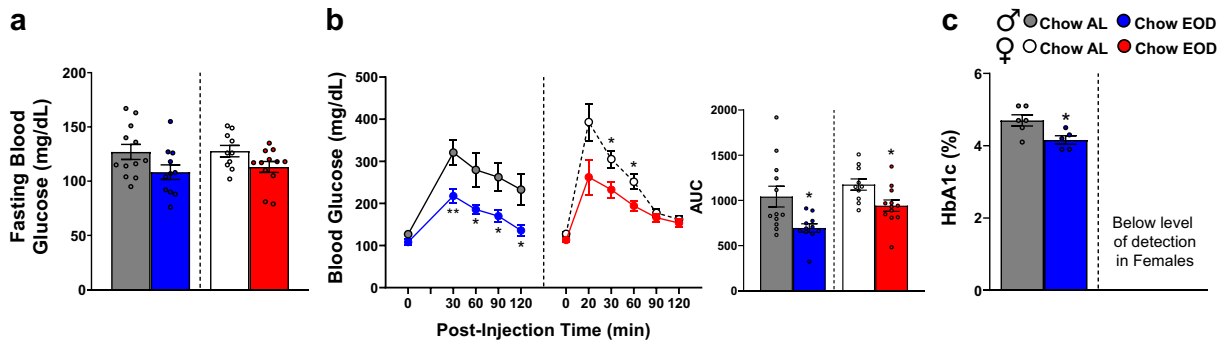 a
Fasting Blood
Glucose (mg/dL)
200
150
100
50
0
b
Blood Glucose (mg/dL)
500
400
300
200
100
0
**
*
*
*
*
*
0
30
60
90
120
0
20
30
60
90
120
Post-Injection Time (min)
AUC
2000
1500
1000
500
0
*
*
c
♂ Chow AL Chow EOD
♀ Chow AL Chow EOD
HbA1c (%)
6
4
2
0
*
Below level
of detection
in Females